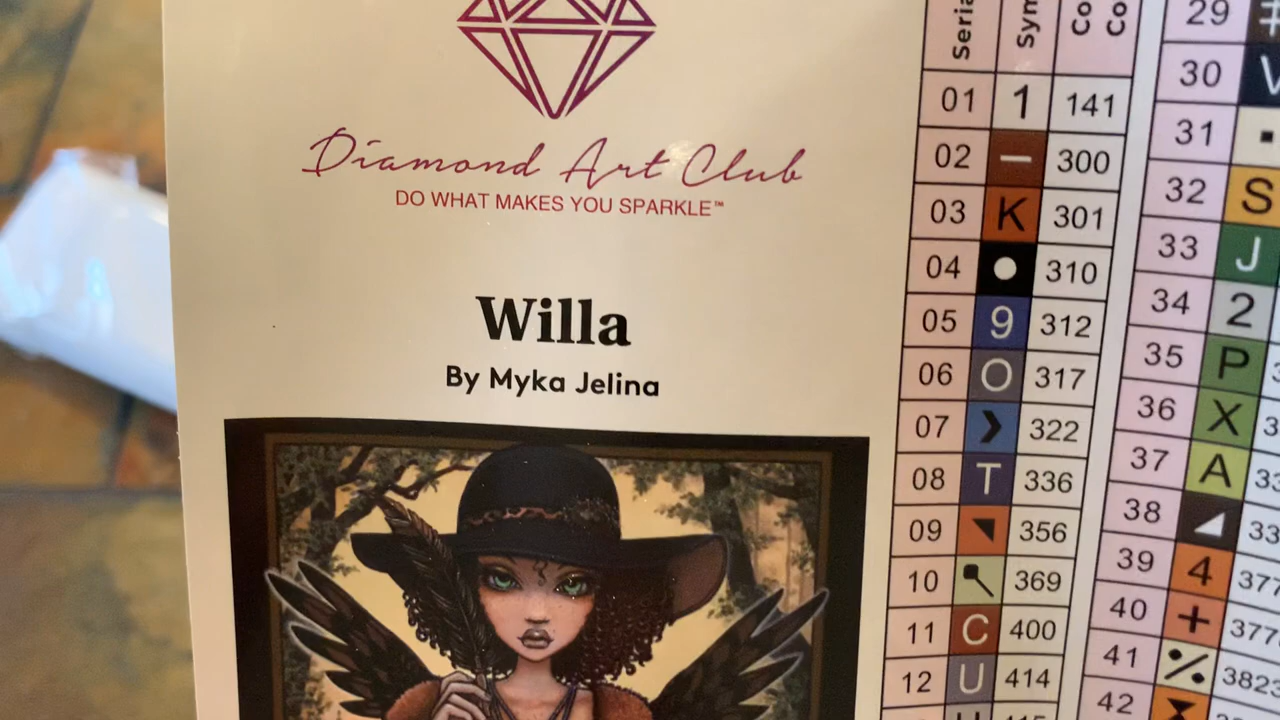 Diamond Art Club
DO WHAT MAKES YOU SPARKLE™
Willa
By Myka Jelina
01 1 141
02 — 300
03 K 301
04 ● 310
05 9 312
06 O 317
07 ❯ 322
08 T 336
09 ◥ 356
10 369
11 C 400
12 U 414
29
30
31 ▪
32 S
33 J
34 2
35 P
36 X
37 A
38 ◢
39 4
40 +
41 ٪ 3823
42